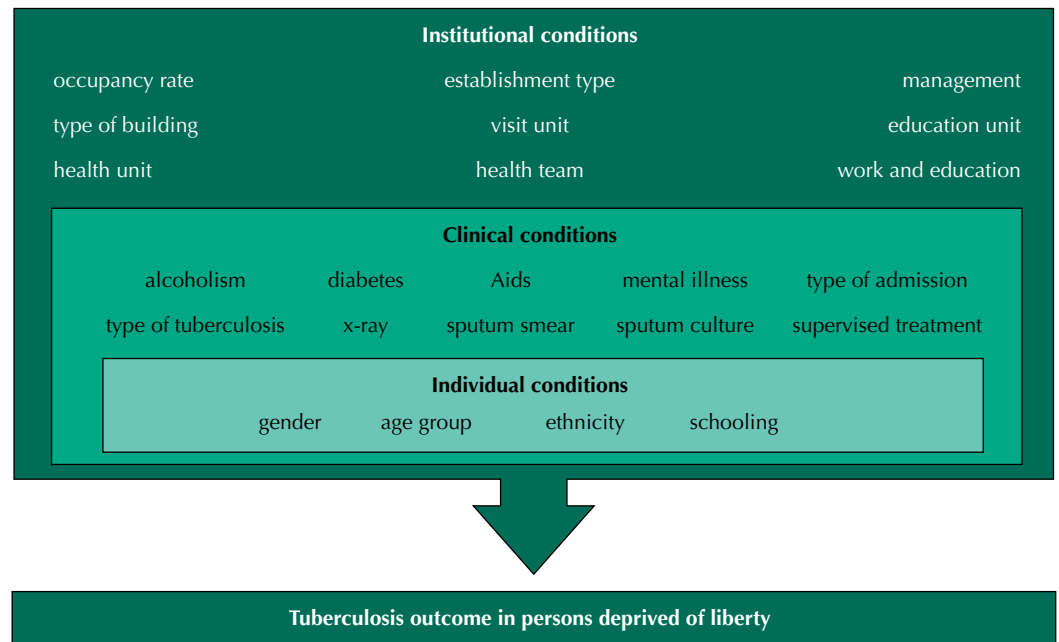 Institutional conditions
occupancy rate establishment type management
type of building visit unit education unit
health unit health team work and education
Clinical conditions
alcoholism diabetes Aids mental illness type of admission
type of tuberculosis x-ray sputum smear sputum culture supervised treatment
Individual conditions
gender age group ethnicity schooling
Tuberculosis outcome in persons deprived of liberty